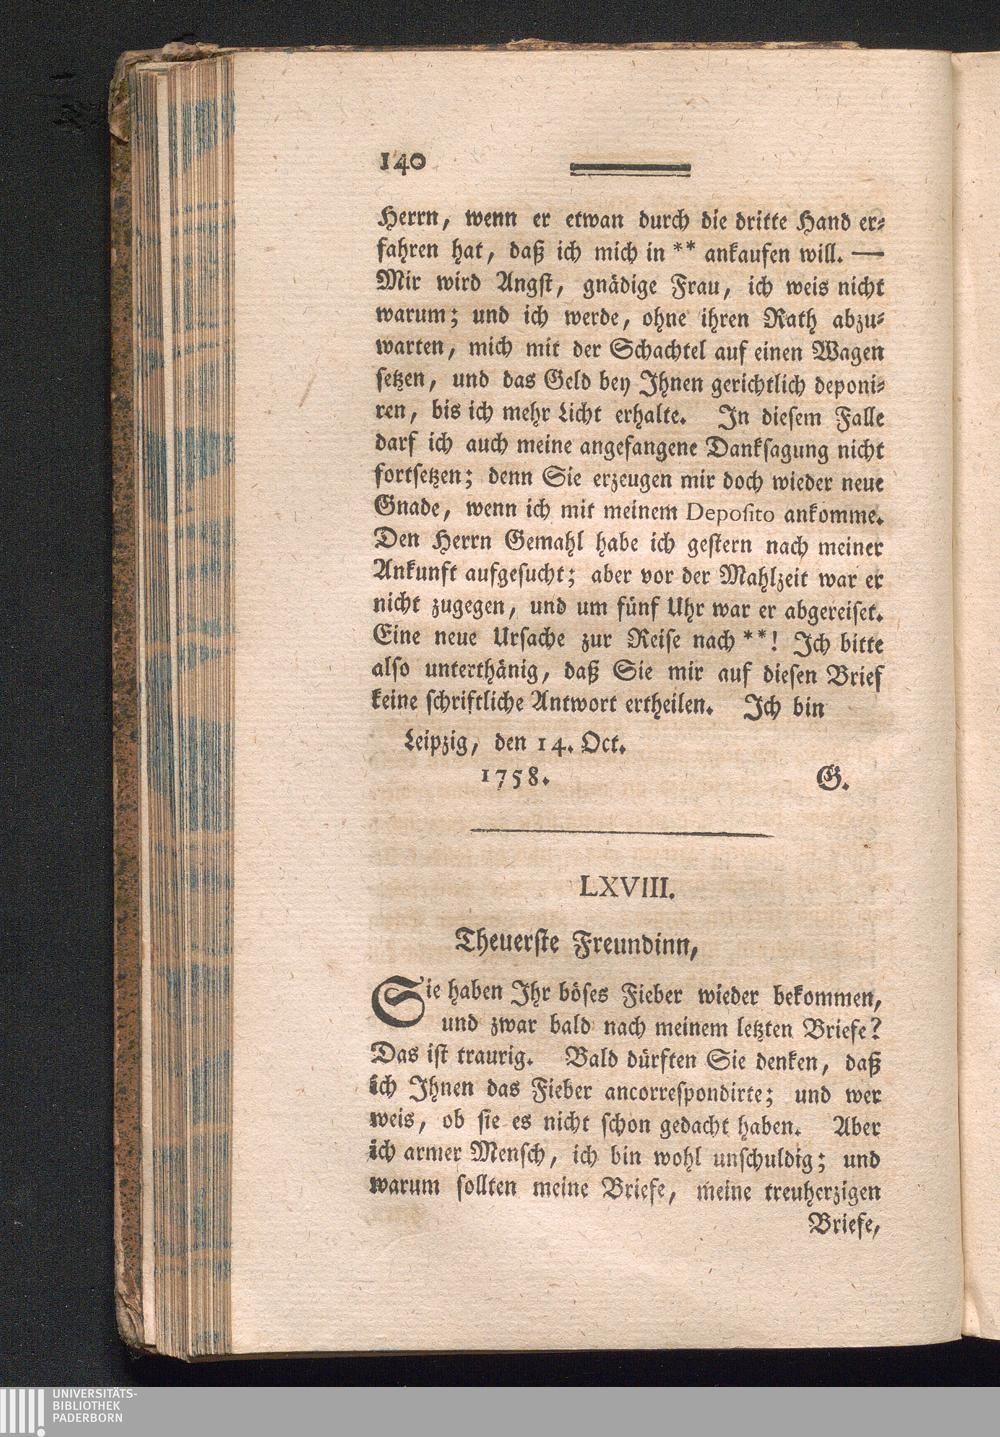 140
Herrn, wenn er etwan durch die dritte Hand er-
fahren hat, daß ich mich in ** ankaufen will. —
Mir wird Angst, gnädige Frau, ich weis nicht
warum; und ich werde, ohne ihren Rath abzu-
warten, mich mit der Schachtel auf einen Wagen
setzen, und das Geld bey Ihnen gerichtlich deponi-
ren, bis ich mehr Licht erhalte. In diesem Falle
darf ich auch meine angefangene Danksagung nicht
fortsetzen; denn Sie erzeugen mir doch wieder neue
Gnade, wenn ich mit meinem Deposito ankomme.
Den Herrn Gemahl habe ich gestern nach meiner
Ankunft aufgesucht; aber vor der Mahlzeit war er
nicht zugegen, und um fünf Uhr war er abgereiset.
Eine neue Ursache zur Reise nach **! Ich bitte
also unterthänig, daß Sie mir auf diesen Brief
keine schriftliche Antwort ertheilen. Ich bin
Leipzig, den 14. Oct.
1758. G.
LXVIII.
Theuerste Freundinn,
Sie haben Ihr böses Fieber wieder bekommen,
und zwar bald nach meinem letzten Briefe?
Das ist traurig. Bald dürften Sie denken, daß
ich Ihnen das Fieber ancorrespondirte; und wer
weis, ob sie es nicht schon gedacht haben. Aber
ich armer Mensch, ich bin wohl unschuldig; und
warum sollten meine Briefe, meine treuherzigen
Briefe,
UNIVERSITÄTS-
BIBLIOTHEK
PADERBORN